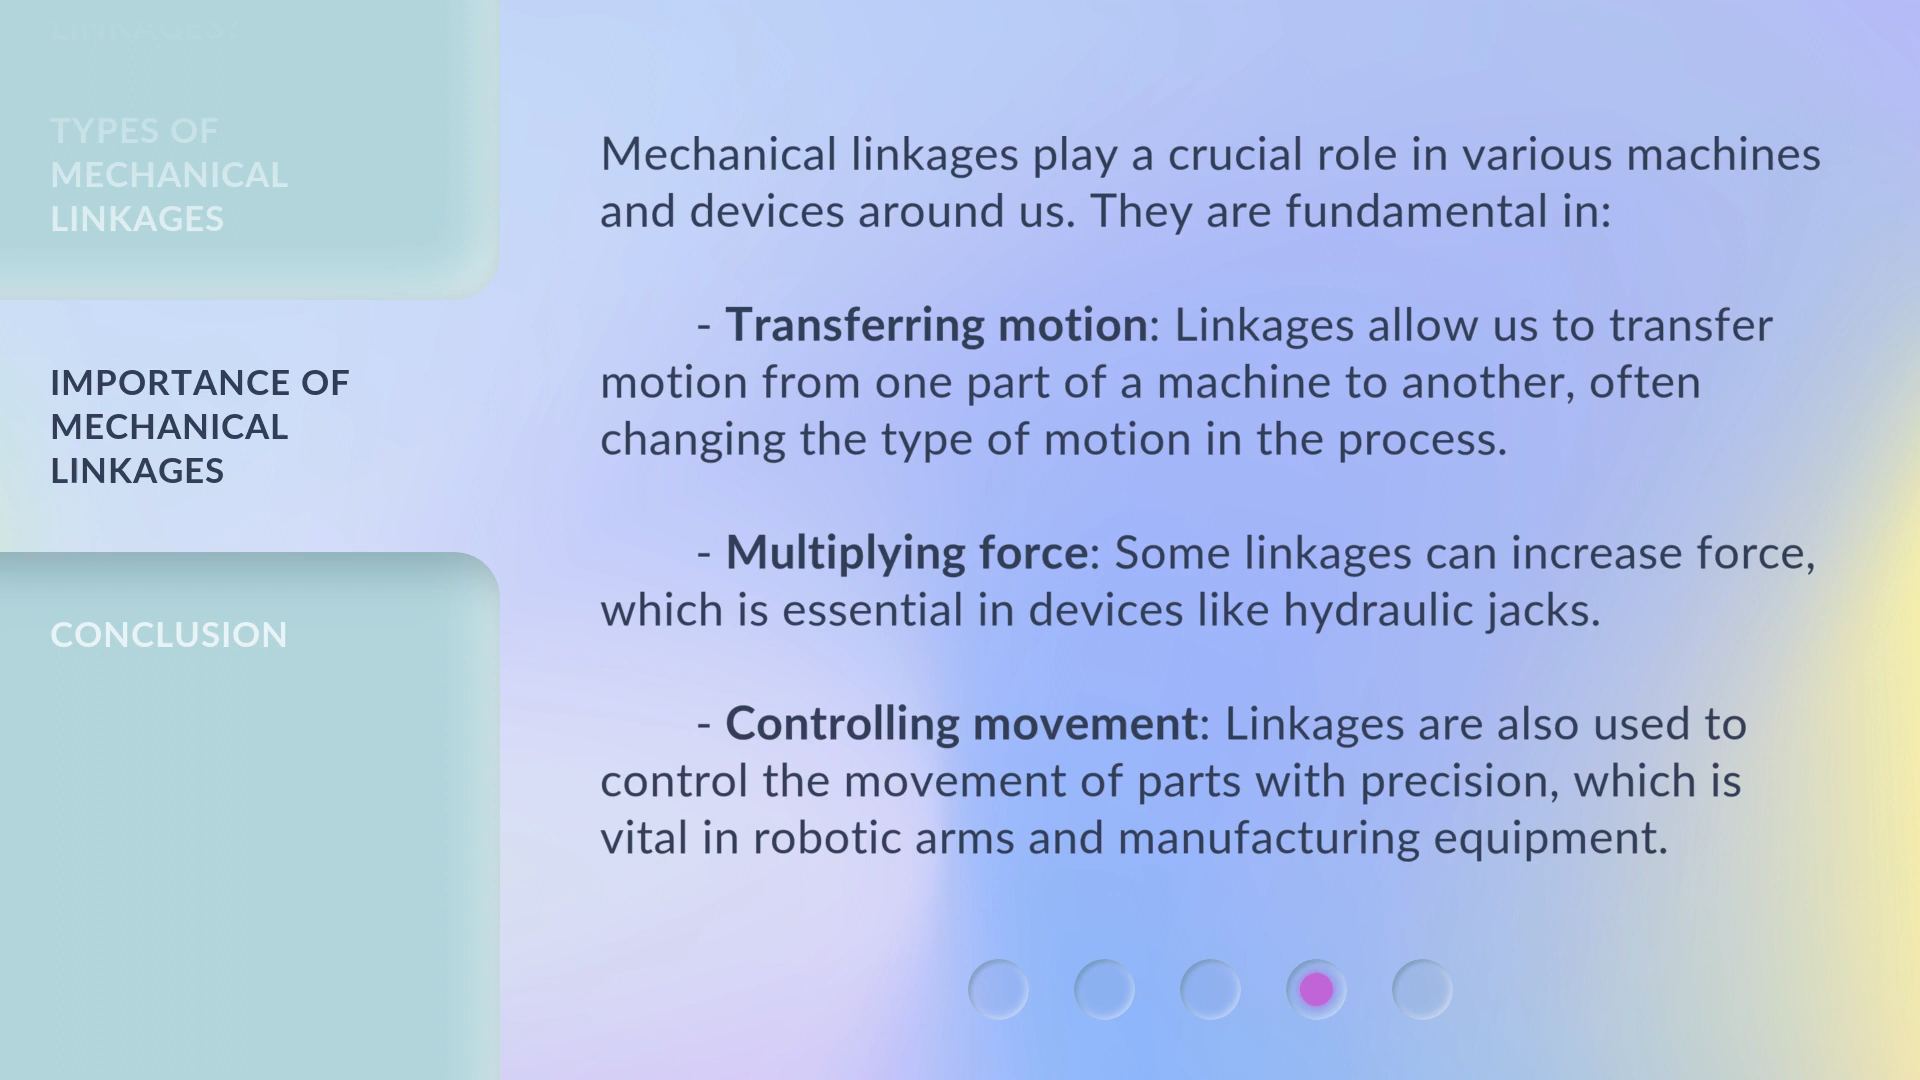 TYPES OF
MECHANICAL
LINKAGES
IMPORTANCE OF
MECHANICAL
LINKAGES
CONCLUSION
Mechanical linkages play a crucial role in various machines
and devices around us. They are fundamental in:
- Transferring motion: Linkages allow us to transfer
motion from one part of a machine to another, often
changing the type of motion in the process.
- Multiplying force: Some linkages can increase force,
which is essential in devices like hydraulic jacks.
- Controlling movement: Linkages are also used to
control the movement of parts with precision, which is
vital in robotic arms and manufacturing equipment.